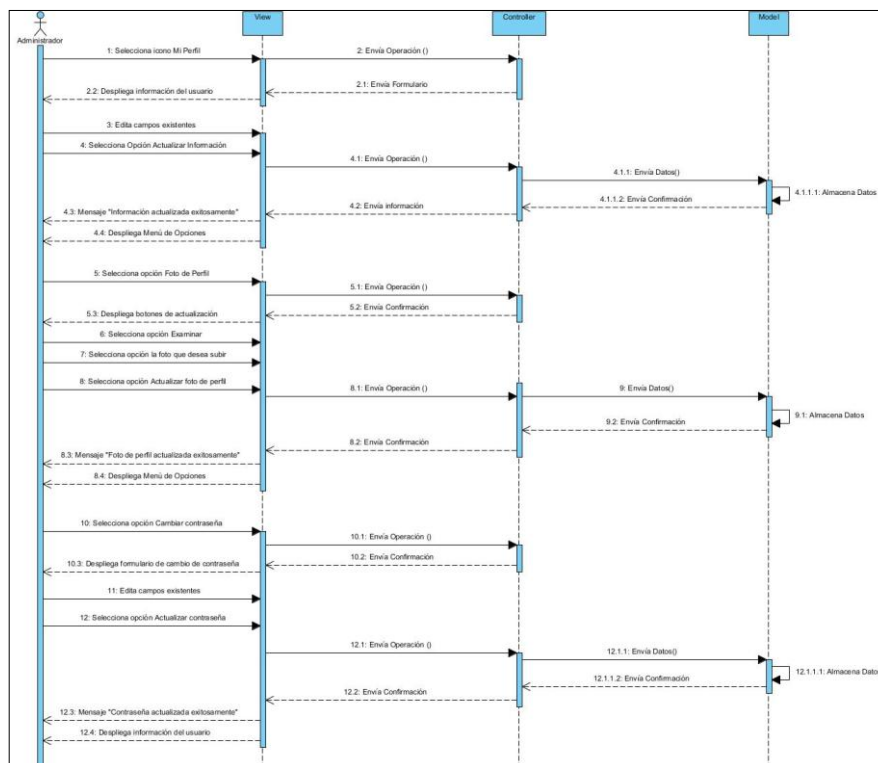 View
Controller
Model
Administrador
1: Selecciona icono Mi Perfil
2: Envía Operación ()
2.1: Envía Formulario
2.2: Despliega información del usuario
3: Edita campos existentes
4: Selecciona Opción Actualizar Información
4.1: Envía Operación ()
4.1.1: Envía Datos()
4.1.1.1: Almacena Datos
4.1.1.2: Envía Confirmación
4.2: Envía información
4.3: Mensaje "Información actualizada exitosamente"
4.4: Despliega Menú de Opciones
5: Selecciona opción Foto de Perfil
5.1: Envía Operación ()
5.2: Envía Confirmación
5.3: Despliega botones de actualización
6: Selecciona opción Examinar
7: Selecciona opción la foto que desea subir
8: Selecciona opción Actualizar foto de perfil
8.1: Envía Operación ()
9: Envía Datos()
9.1: Almacena Datos
9.2: Envía Confirmación
8.2: Envía Confirmación
8.3: Mensaje "Foto de perfil actualizada exitosamente"
8.4: Despliega Menú de Opciones
10: Selecciona opción Cambiar contraseña
10.1: Envía Operación ()
10.2: Envía Confirmación
10.3: Despliega formulario de cambio de contraseña
11: Edita campos existentes
12: Selecciona opción Actualizar contraseña
12.1: Envía Operación ()
12.1.1: Envía Datos()
12.1.1.1: Almacena Dato
12.1.1.2: Envía Confirmación
12.2: Envía Confirmación
12.3: Mensaje "Contraseña actualizada exitosamente"
12.4: Despliega información del usuario